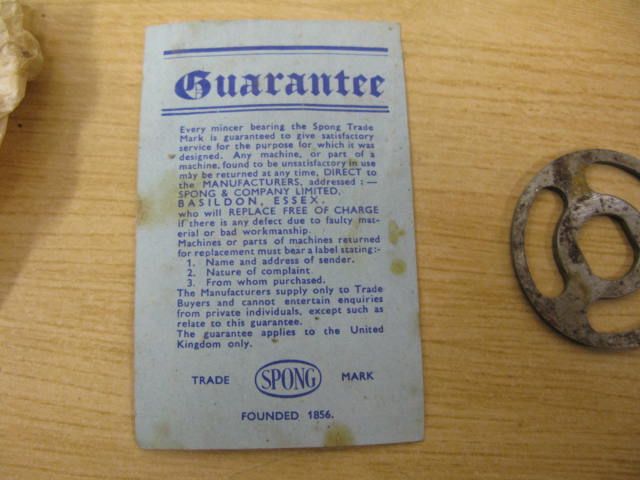 Guarantee
Every mincer bearing the Spong Trade
Mark is guaranteed to give satisfactory
service for the purpose for which it was
designed. Any machine, or part of a
machine, found to be unsatisfactory in use
may be returned at any time, DIRECT to
the MANUFACTURERS, addressed : —
SPONG & COMPANY LIMITED,
BASILDON, ESSEX,
who will REPLACE FREE OF CHARGE
if there is any defect due to faulty mat-
erial or bad workmanship.
Machines or parts of machines returned
for replacement must bear a label stating:-
1. Name and address of sender.
2. Nature of complaint.
3. From whom purchased.
The Manufacturers supply only to Trade
Buyers and cannot entertain enquiries
from private individuals, except such as
relate to this guarantee.
The guarantee applies to the United
Kingdom only.
TRADE SPONG MARK
FOUNDED 1856.